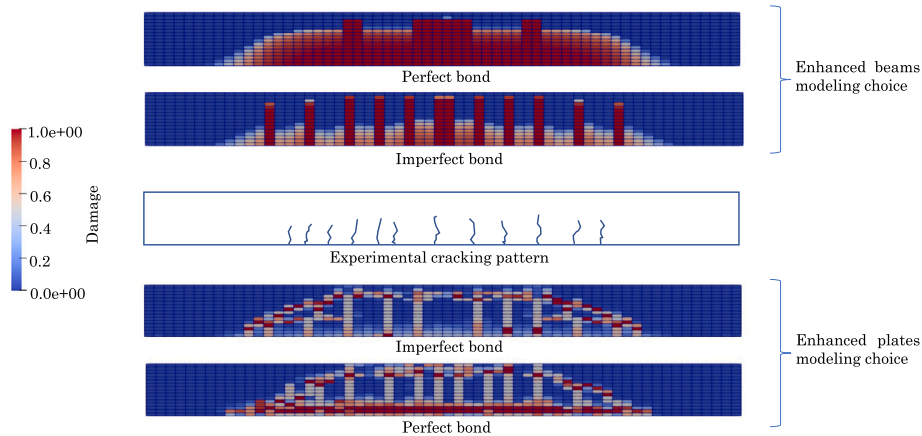 Perfect bond
Enhanced beams
modeling choice
Imperfect bond
1.0e+00
0.8
0.6
0.4
0.2
0.0e+00
Damage
Experimental cracking pattern
Imperfect bond
Enhanced plates
modeling choice
Perfect bond